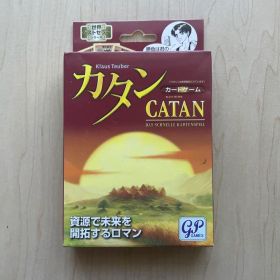 Klaus Teuber
カタン
カードゲーム
CATAN
DAS SCHNELLE KARTENSPIEL
資源で未来を
開拓するロマン
GP
GAMES